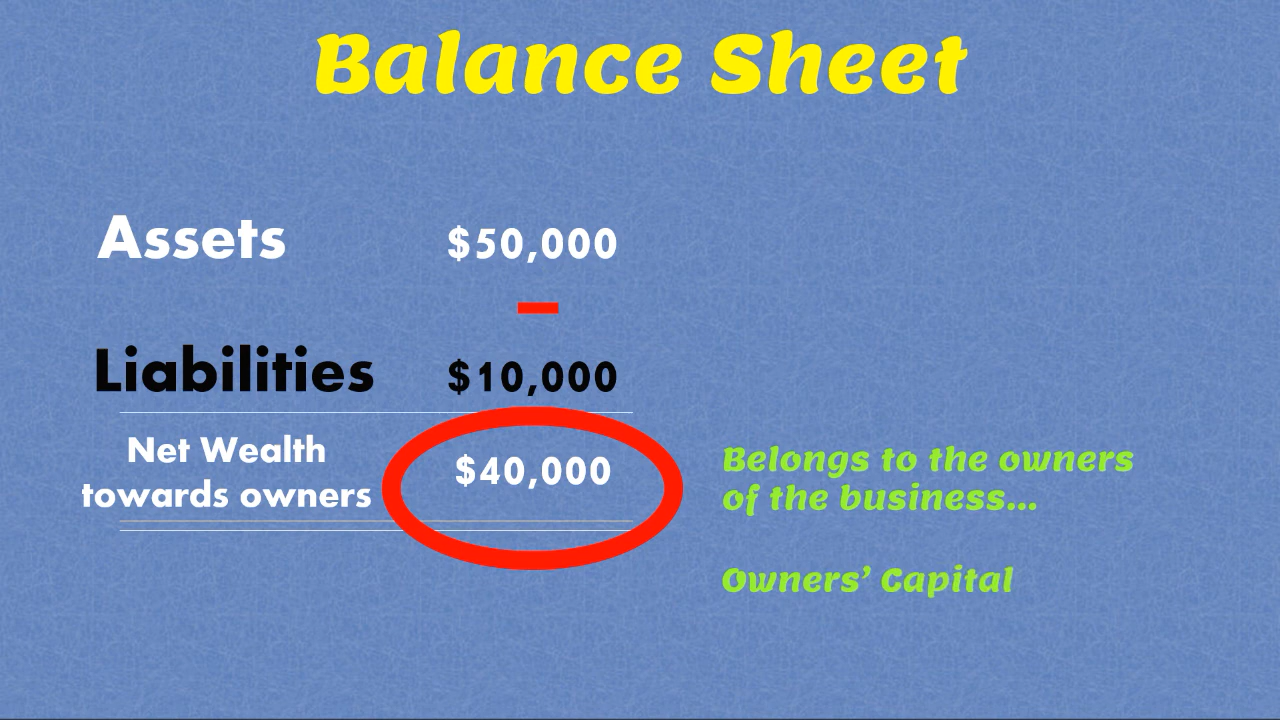 Balance Sheet
Assets $50,000
-
Liabilities $10,000
Net Wealth
towards owners $40,000
Belongs to the owners
of the business...
Owners' Capital